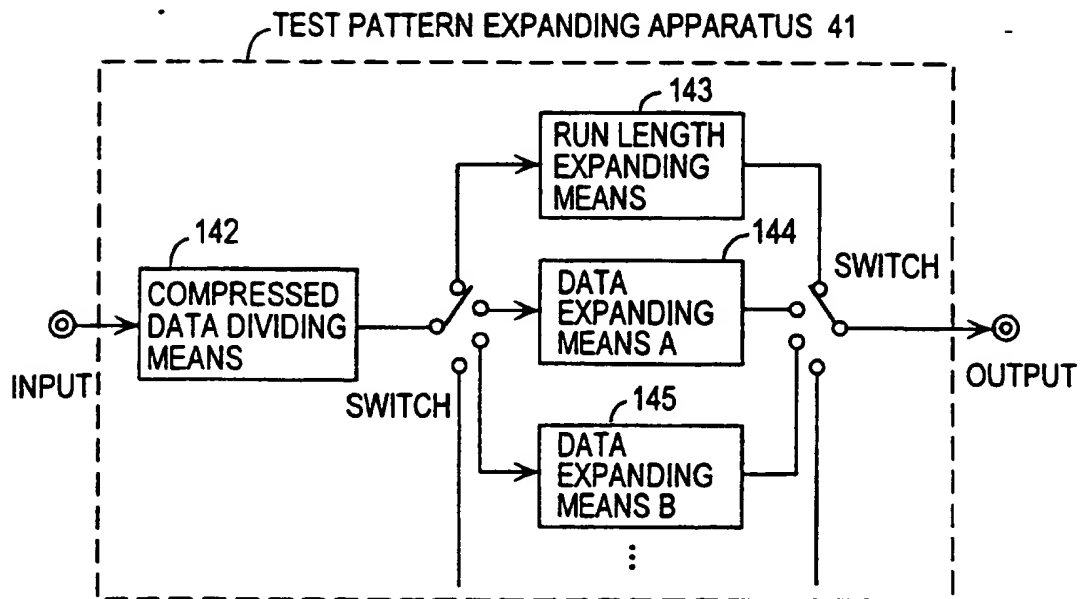 TEST PATTERN EXPANDING APPARATUS 41
143
RUN LENGTH
EXPANDING
MEANS
142
COMPRESSED
DATA DIVIDING
MEANS
144
DATA
EXPANDING
MEANS A
SWITCH
INPUT
SWITCH
OUTPUT
145
DATA
EXPANDING
MEANS B